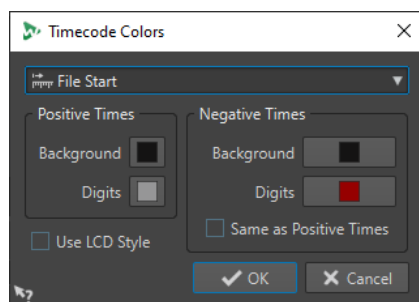 Timecode Colors
File Start
Positive Times
Background
Digits
Use LCD Style
Negative Times
Background
Digits
Same as Positive Times
OK
Cancel